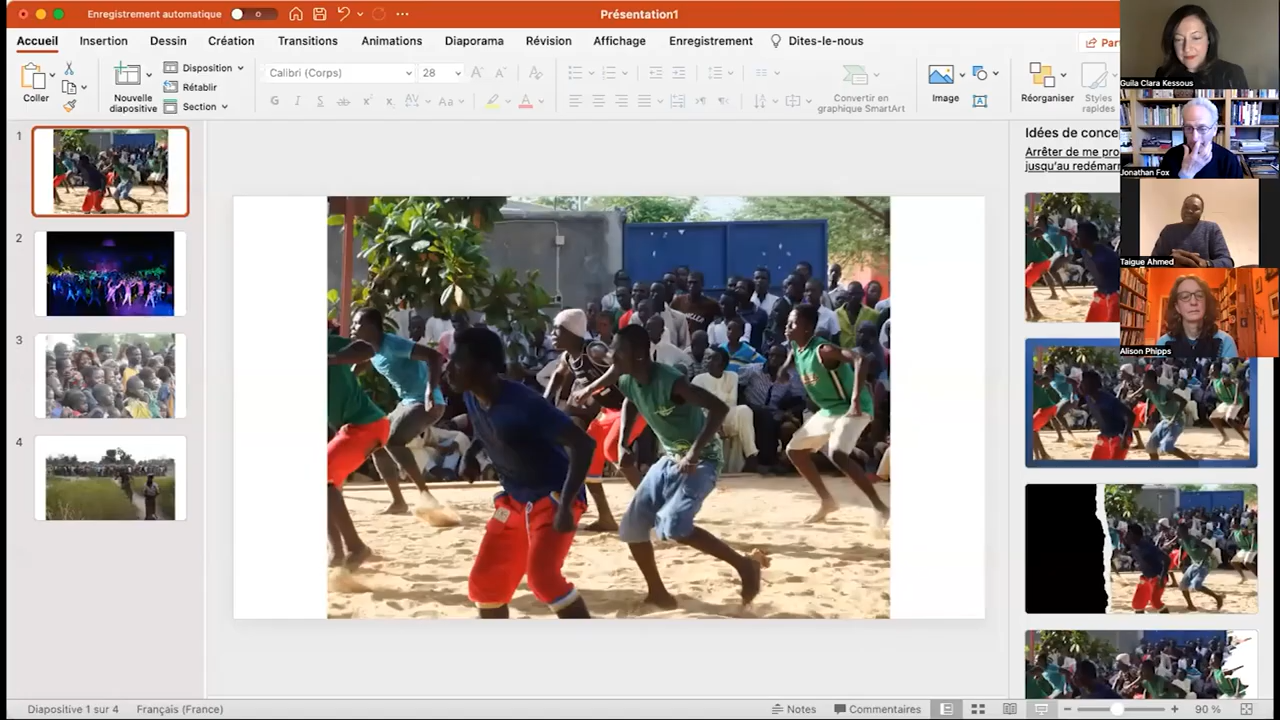 Enregistrement automatique
Présentation1
Accueil
Insertion
Dessin
Création
Transitions
Animations
Diaporama
Révision
Affichage
Enregistrement
Dites-le-nous
Coller
Nouvelle
diapositive
Disposition
Rétablir
Section
Calibri (Corps)
28
Convertir en
graphique SmartArt
Image
Réorganiser
Styles
rapides
1
2
3
4
Idées de conce
Arrêter de me pro
jusqu'au redémarr
Guila Clara Kessous
Jonathan Fox
Taigue Ahmed
Alison Phipps
Diapositive 1 sur 4
Français (France)
Notes
Commentaires
90 %